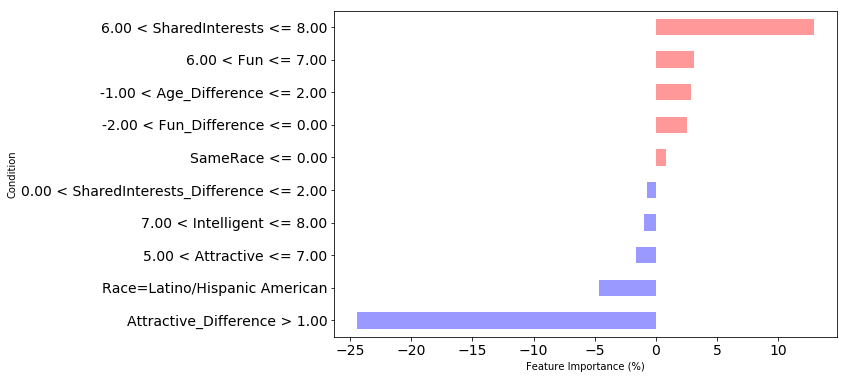 6.00 < SharedInterests <= 8.00
6.00 < Fun <= 7.00
-1.00 < Age_Difference <= 2.00
-2.00 < Fun_Difference <= 0.00
SameRace <= 0.00
0.00 < SharedInterests_Difference <= 2.00
7.00 < Intelligent <= 8.00
5.00 < Attractive <= 7.00
Race=Latino/Hispanic American
Attractive_Difference > 1.00
Condition
−25 −20 −15 −10 −5 0 5 10
Feature Importance (%)